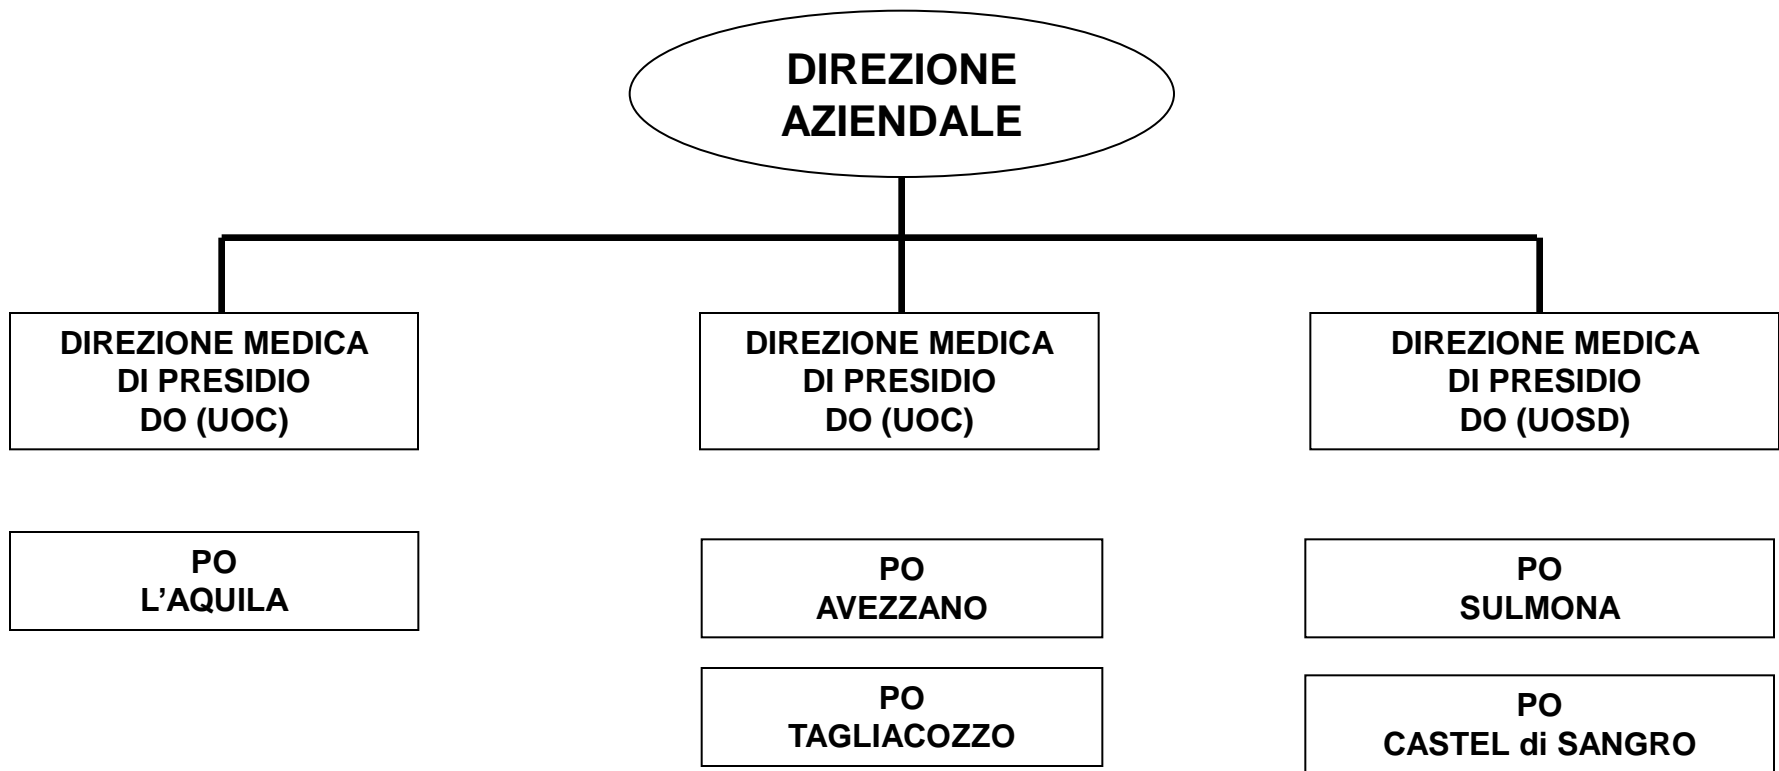 DIREZIONE
AZIENDALE
DIREZIONE MEDICA
DI PRESIDIO
DO (UOC)
DIREZIONE MEDICA
DI PRESIDIO
DO (UOC)
DIREZIONE MEDICA
DI PRESIDIO
DO (UOSD)
PO
L’AQUILA
PO
AVEZZANO
PO
SULMONA
PO
TAGLIACOZZO
PO
CASTEL di SANGRO